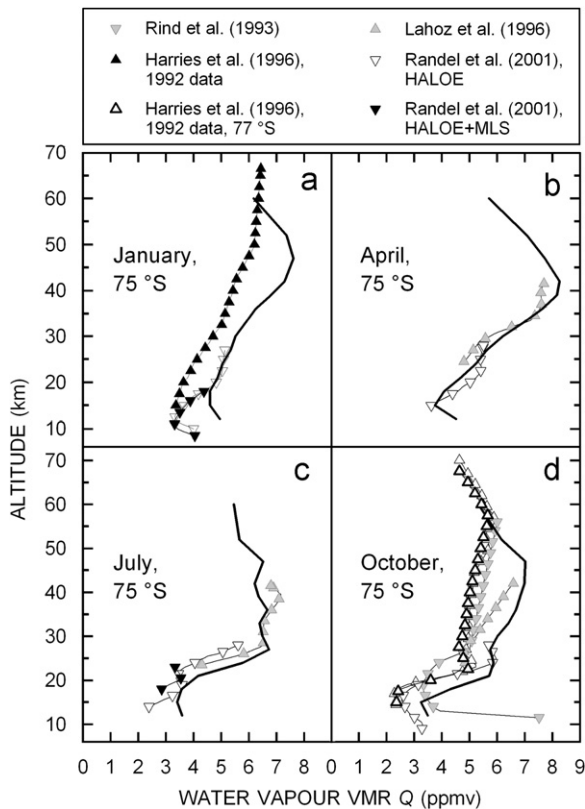 Rind et al. (1993)
Harries et al. (1996),
1992 data
Harries et al. (1996),
1992 data, 77 °S
Lahoz et al. (1996)
Randel et al. (2001),
HALOE
Randel et al. (2001),
HALOE+MLS
70
60
50
40
30
20
10
a
January,
75 °S
b
April,
75 °S
70
60
50
40
30
20
10
c
July,
75 °S
d
October,
75 °S
ALTITUDE (km)
0 1 2 3 4 5 6 7 8 0 1 2 3 4 5 6 7 8 9
WATER VAPOUR VMR Q (ppmv)